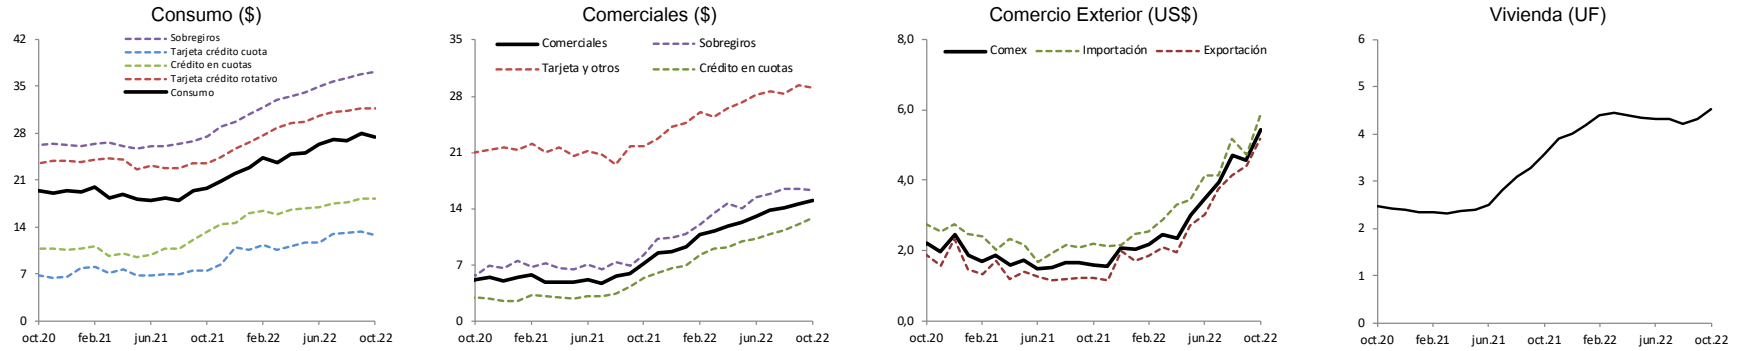 Consumo ($)
42
35
28
21
14
7
0
Sobregiros
Tarjeta crédito cuota
Crédito en cuotas
Tarjeta crédito rotativo
Consumo
oct.20 feb.21 jun.21 oct.21 feb.22 jun.22 oct.22
Comerciales ($)
35
28
21
14
7
0
Comerciales Sobregiros
Tarjeta y otros Crédito en cuotas
oct.20 feb.21 jun.21 oct.21 feb.22 jun.22 oct.22
Comercio Exterior (US$)
8,0
6,0
4,0
2,0
0,0
Comex Importación Exportación
oct.20 feb.21 jun.21 oct.21 feb.22 jun.22 oct.22
Vivienda (UF)
6
5
4
3
2
1
0
oct.20 feb.21 jun.21 oct.21 feb.22 jun.22 oct.22